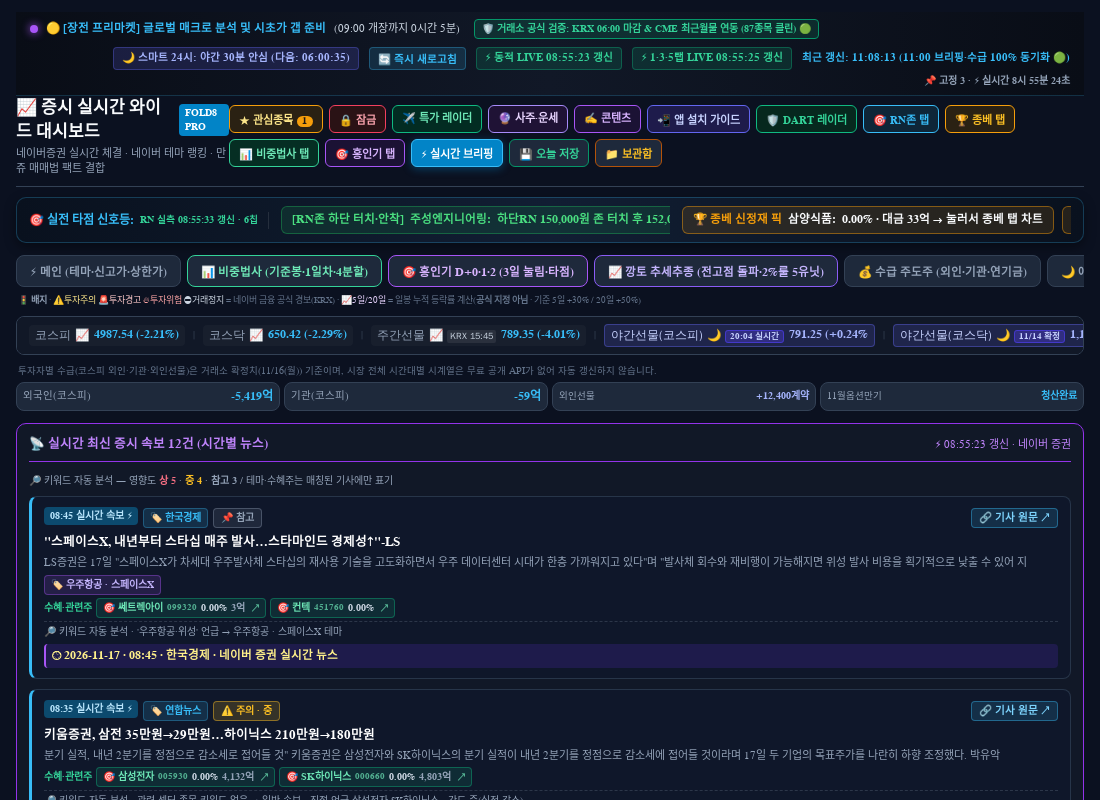 🟡 [장전 프리마켓] 글로벌 매크로 분석 및 시초가 갭 준비 (09:00 개장까지 0시간 5분) 🛡️ 거래소 공식 검증: KRX 06:00 마감 & CME 최근월물 연동 (87종목 클린) 🟢
🌙 스마트 24시: 야간 30분 안심 (다음: 06:00:35) 🔄 즉시 새로고침 ⚡ 동적 LIVE 08:55:23 갱신 ⚡ 1·3·5탭 LIVE 08:55:25 갱신 최근 갱신: 11:08:13 (11:00 브리핑·수급 100% 동기화 🟢)
📌 고정 3 · ⚡ 실시간 8시 55분 24초
📈 증시 실시간 와이드 대시보드
FOLD8 PRO
네이버증권 실시간 체결 · 네이버 테마 랭킹 · 만쥬 매매법 팩트 결합
★ 관심종목 1 🔒 잠금 ✈️ 특가 레이더 🔮 사주·운세 ✍️ 콘텐츠 📲 앱 설치 가이드 🛡️ DART 레이더 🎯 RN존 탭 🏆 종베 탭
📊 비중법사 탭 🎯 홍인기 탭 ⚡ 실시간 브리핑 💾 오늘 저장 📁 보관함
🎯 실전 타점 신호등: RN 실측 08:55:33 갱신 · 6칩 [RN존 하단 터치·안착] 주성엔지니어링: 하단RN 150,000원 존 터치 후 152,0 🏆 종베 신정재 픽 삼양식품: 0.00% · 대금 33억 → 눌러서 종베 탭 차트
⚡ 메인 (테마·신고가·상한가) 📊 비중법사 (기준봉·1일차·4분할) 🎯 홍인기 D+0·1·2 (3일 눌림·타점) 📈 깡토 추세추종 (전고점 돌파·2%룰 5유닛) 💰 수급 주도주 (외인·기관·연기금) 🌙
🚦 배지 · ⚠️투자주의 🚨투자경고 ⛔투자위험 ⛔거래정지 = 네이버 금융 공식 경보(KRX) · 📈5일/20일 = 일봉 누적 등락률 계산(공식 지정 아님 · 기준 5일 +30% / 20일 +50%)
코스피 📈 4987.54 (-2.21%) 코스닥 📈 650.42 (-2.29%) 주간선물 📈 KRX 15:45 789.35 (-4.01%) 야간선물(코스피) 🌙 20:04 실시간 791.25 (+0.24% 야간선물(코스닥) 🌙 11/14 확정 1,1
투자자별 수급(코스피 외인·기관·외인선물)은 거래소 확정치(11/16(월)) 기준이며, 시장 전체 시간대별 시계열은 무료 공개 API가 없어 자동 갱신하지 않습니다.
외국인(코스피) -5,419억 기관(코스피) -59억 외인선물 +12,400계약 11월옵션만기 청산완료
📡 실시간 최신 증시 속보 12건 (시간별 뉴스) ⚡ 08:55:23 갱신 · 네이버 증권
🔎 키워드 자동 분석 — 영향도 상 5 · 중 4 · 참고 3 / 테마·수혜주는 매칭된 기사에만 표기
08:45 실시간 속보 ⚡ 🏷️ 한국경제 📌 참고 🔗 기사 원문 ↗
"스페이스X, 내년부터 스타십 매주 발사…스타마인드 경제성↑"-LS
LS증권은 17일 "스페이스X가 차세대 우주발사체 스타십의 재사용 기술을 고도화하면서 우주 데이터센터 시대가 한층 가까워지고 있다"며 "발사체 회수와 재비행이 가능해지면 위성 발사 비용을 획기적으로 낮출 수 있어 지
🏷️ 우주항공 · 스페이스X
수혜·관련주 🎯 쎄트렉아이 099320 0.00% 3억 ↗ 🎯 컨텍 451760 0.00% ↗
🔎 키워드 자동 분석 · '우주항공·위성' 언급 → 우주항공 · 스페이스X 테마
⏱ 2026-11-17 · 08:45 · 한국경제 · 네이버 증권 실시간 뉴스
08:35 실시간 속보 ⚡ 🏷️ 연합뉴스 ⚠️ 주의 · 중 🔗 기사 원문 ↗
키움증권, 삼전 35만원→29만원…하이닉스 210만원→180만원
분기 실적, 내년 2분기를 정점으로 감소세로 접어들 것" 키움증권은 삼성전자와 SK하이닉스의 분기 실적이 내년 2분기를 정점으로 감소세에 접어들 것이라며 17일 두 기업의 목표주가를 나란히 하향 조정했다. 박유악
수혜·관련주 🎯 삼성전자 005930 0.00% 4,132억 ↗ 🎯 SK하이닉스 000660 0.00% 4,803억 ↗